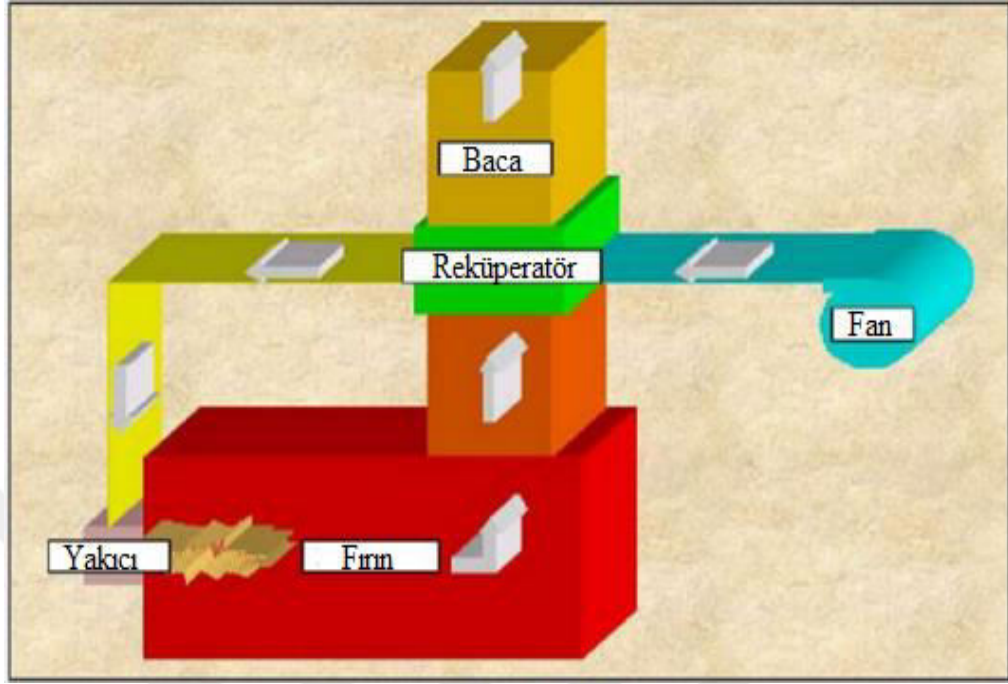 Baca
Reküperatör
Fan
Yakıcı
Fırın